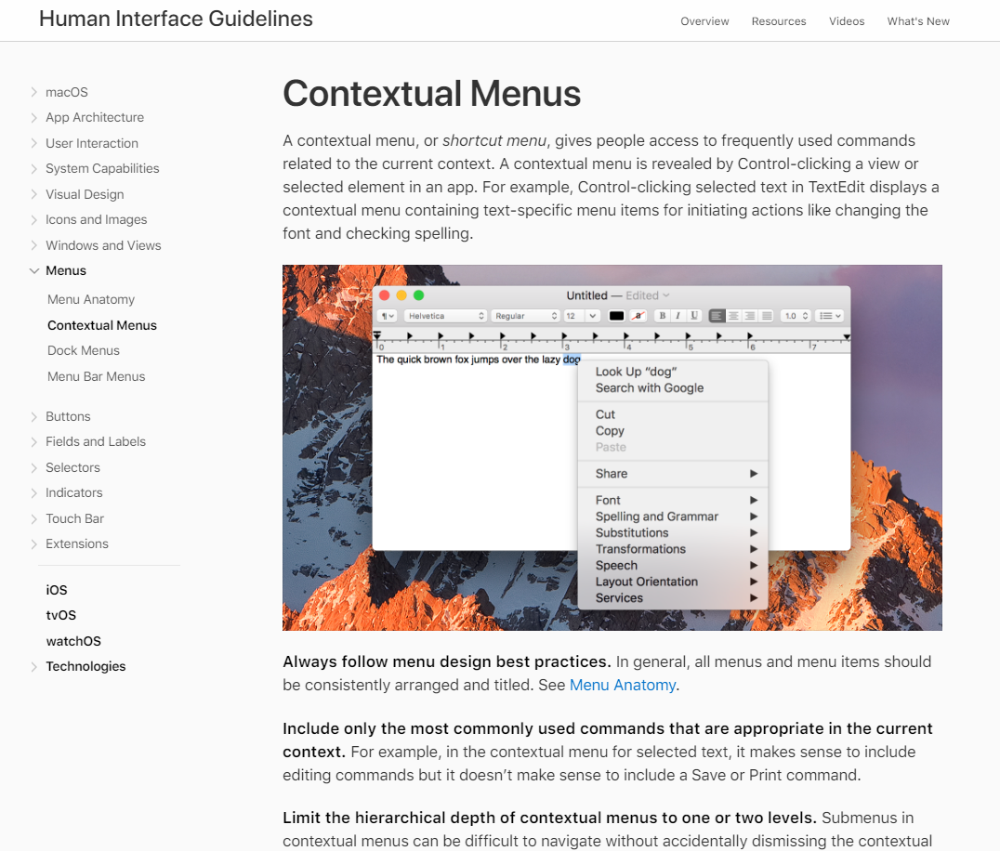 Human Interface Guidelines
Overview
Resources
Videos
What's New
macOS
App Architecture
User Interaction
System Capabilities
Visual Design
Icons and Images
Windows and Views
Menus
Menu Anatomy
Contextual Menus
Dock Menus
Menu Bar Menus
Buttons
Fields and Labels
Selectors
Indicators
Touch Bar
Extensions
iOS
tvOS
watchOS
Technologies
Contextual Menus
A contextual menu, or shortcut menu, gives people access to frequently used commands
related to the current context. A contextual menu is revealed by Control-clicking a view or
selected element in an app. For example, Control-clicking selected text in TextEdit displays a
contextual menu containing text-specific menu items for initiating actions like changing the
font and checking spelling.
Untitled — Edited
¶ Helvetica Regular 12 a B I U 1.0
0 1 2 3 4 5 6 7
The quick brown fox jumps over the lazy dog
Look Up “dog”
Search with Google
Cut
Copy
Paste
Share
Font
Spelling and Grammar
Substitutions
Transformations
Speech
Layout Orientation
Services
Always follow menu design best practices. In general, all menus and menu items should
be consistently arranged and titled. See Menu Anatomy.
Include only the most commonly used commands that are appropriate in the current
context. For example, in the contextual menu for selected text, it makes sense to include
editing commands but it doesn’t make sense to include a Save or Print command.
Limit the hierarchical depth of contextual menus to one or two levels. Submenus in
contextual menus can be difficult to navigate without accidentally dismissing the contextual